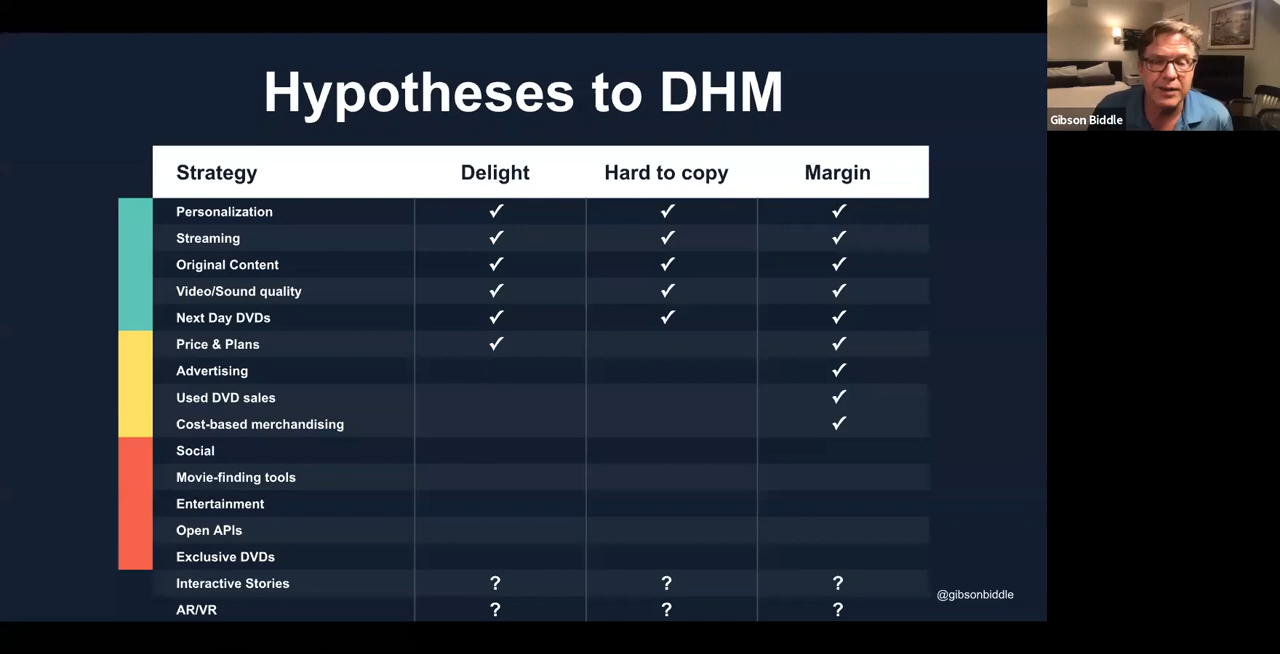 Hypotheses to DHM
Strategy Delight Hard to copy Margin
Personalization ✓ ✓ ✓
Streaming ✓ ✓ ✓
Original Content ✓ ✓ ✓
Video/Sound quality ✓ ✓ ✓
Next Day DVDs ✓ ✓ ✓
Price & Plans ✓ ✓
Advertising ✓
Used DVD sales ✓
Cost-based merchandising ✓
Social
Movie-finding tools
Entertainment
Open APIs
Exclusive DVDs
Interactive Stories ? ? ?
AR/VR ? ? ?
@gibsonbiddle
Gibson Biddle